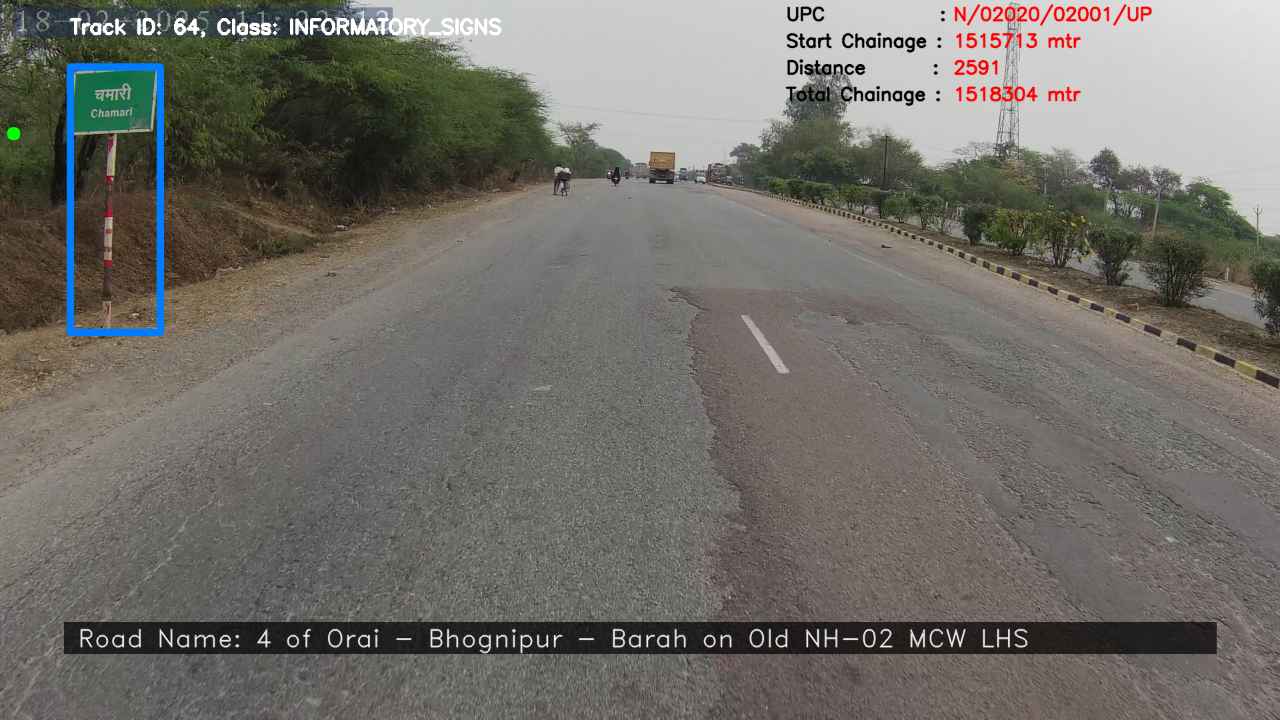 Track ID: 64, Class: INFORMATORY_SIGNS
UPC : N/02020/02001/UP
Start Chainage : 1515713 mtr
Distance : 2591
Total Chainage : 1518304 mtr
चमारी
Chamari
Road Name: 4 of Orai - Bhognipur - Barah on Old NH-02 MCW LHS